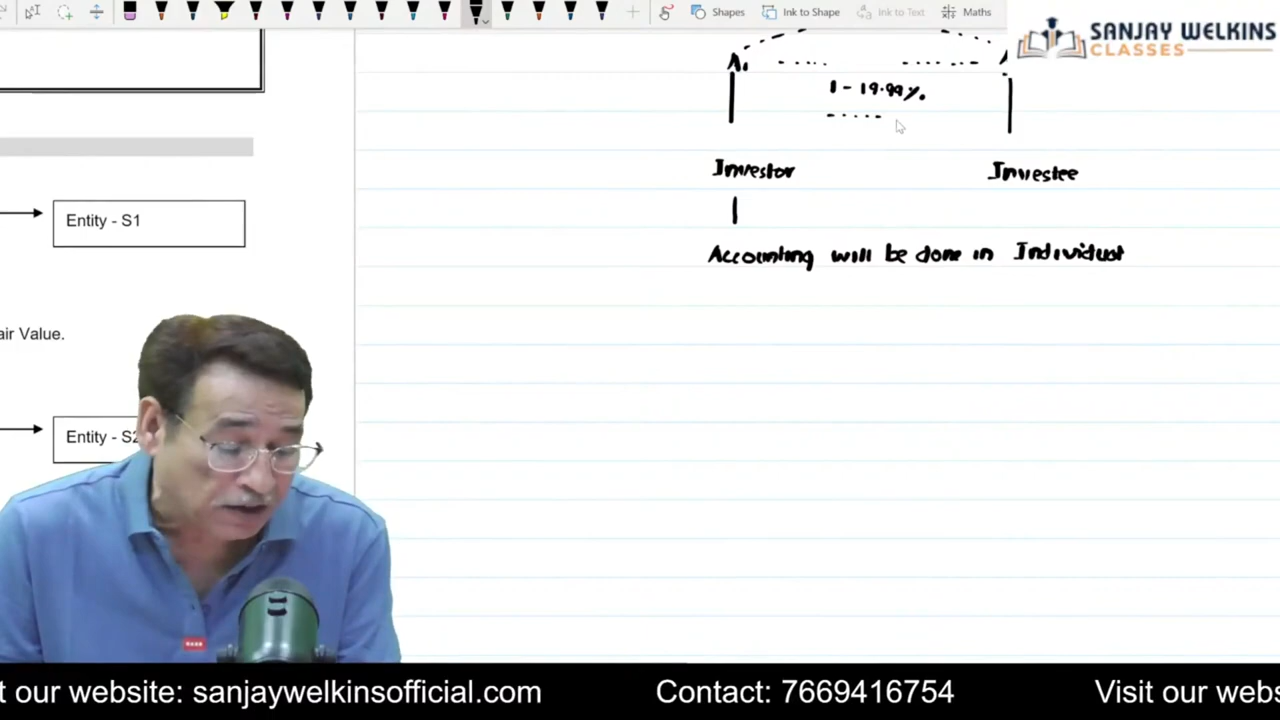 Shapes
Ink to Shape
Ink to Text
Maths
SANJAY WELKINS
CLASSES
1 - 19.99%
Investor
Investee
Entity - S1
Accounting will be done in Individual
air Value.
Entity - S2
t our website: sanjaywelkinsofficial.com
Contact: 7669416754
Visit our webs